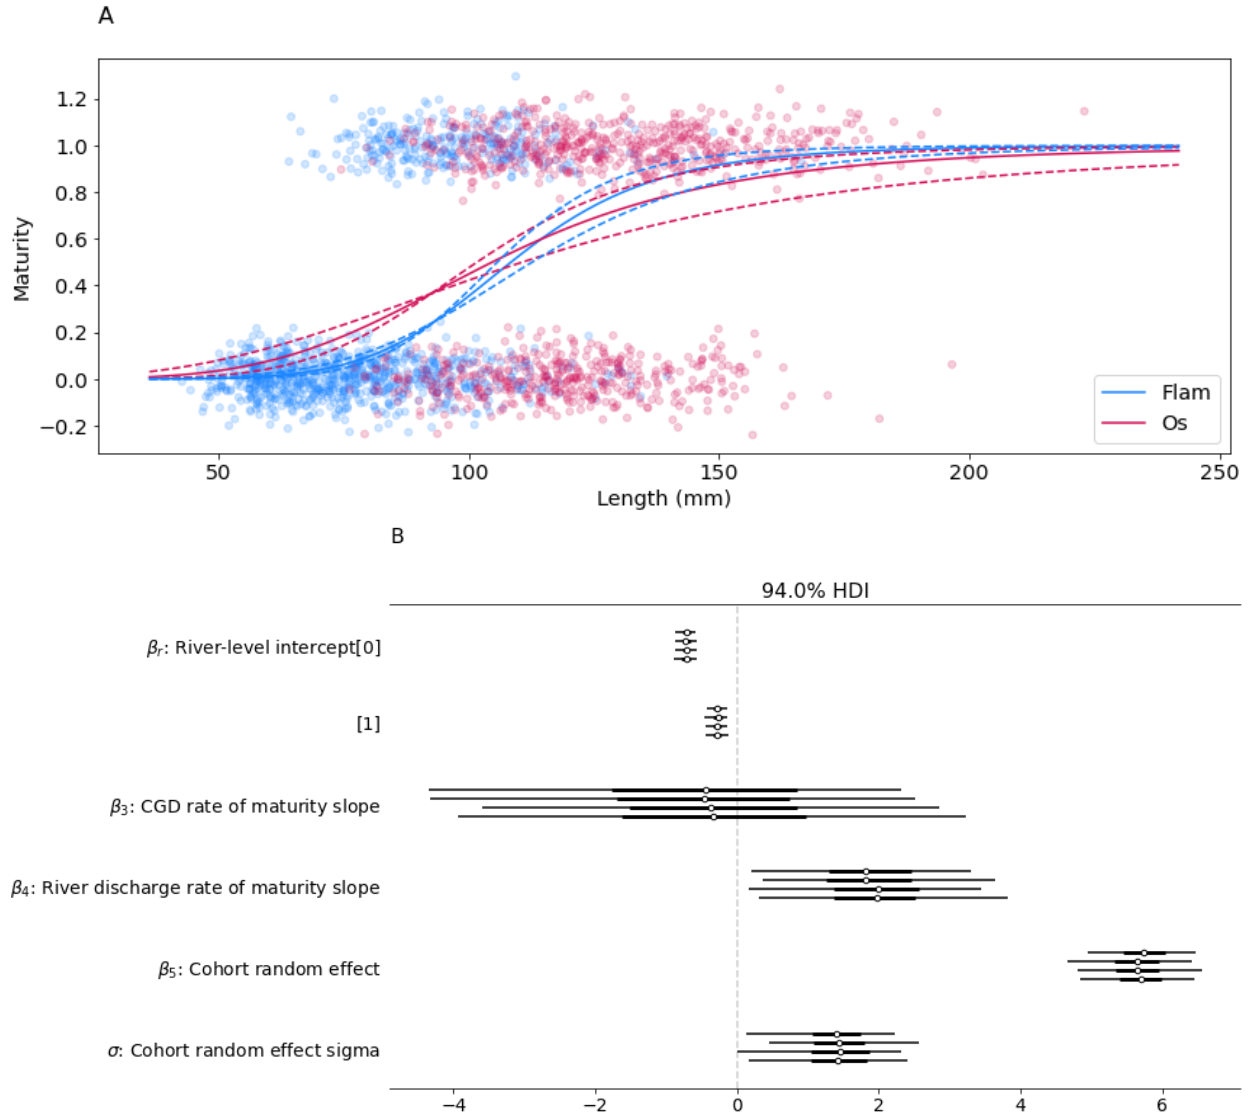 A
1.2
1.0
0.8
0.6
0.4
0.2
0.0
−0.2
Maturity
50 100 150 200 250
Length (mm)
Flam
Os
B
94.0% HDI
βr: River-level intercept[0]
[1]
β3: CGD rate of maturity slope
β4: River discharge rate of maturity slope
β5: Cohort random effect
σ: Cohort random effect sigma
−4 −2 0 2 4 6